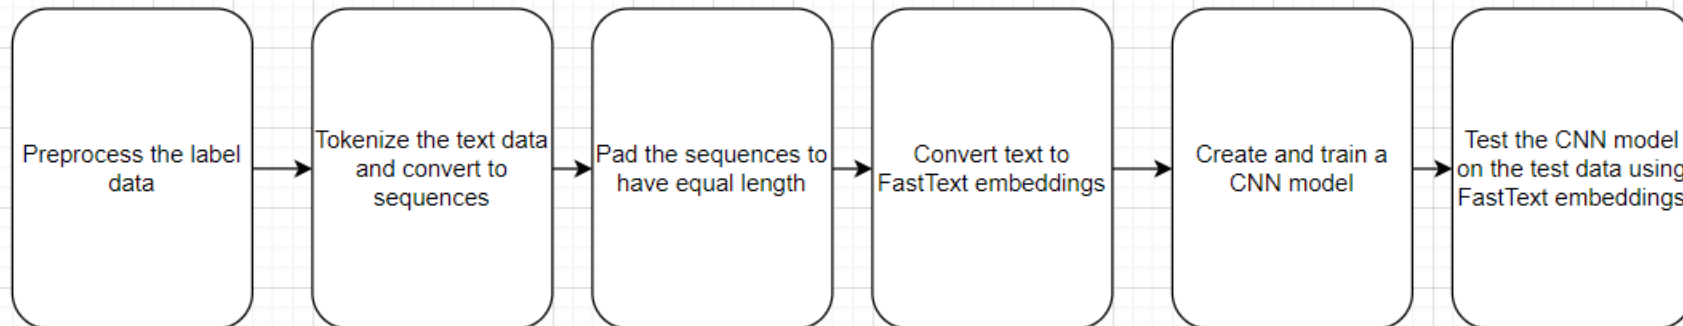 Preprocess the label
data
Tokenize the text data
and convert to
sequences
Pad the sequences to
have equal length
Convert text to
FastText embeddings
Create and train a
CNN model
Test the CNN model
on the test data using
FastText embeddings